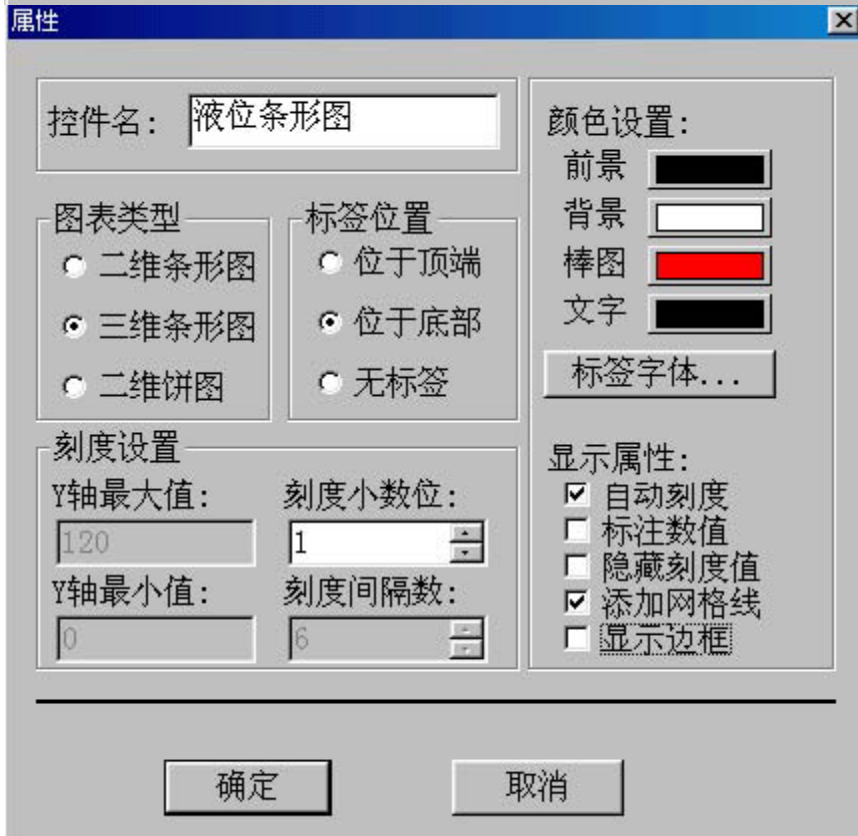 属性
控件名: 液位条形图
图表类型
二维条形图
三维条形图
二维饼图
标签位置
位于顶端
位于底部
无标签
刻度设置
Y轴最大值: 刻度小数位:
120 1
Y轴最小值: 刻度间隔数:
0 6
颜色设置:
前景
背景
棒图
文字
标签字体...
显示属性:
自动刻度
标注数值
隐藏刻度值
添加网格线
显示边框
确定 取消